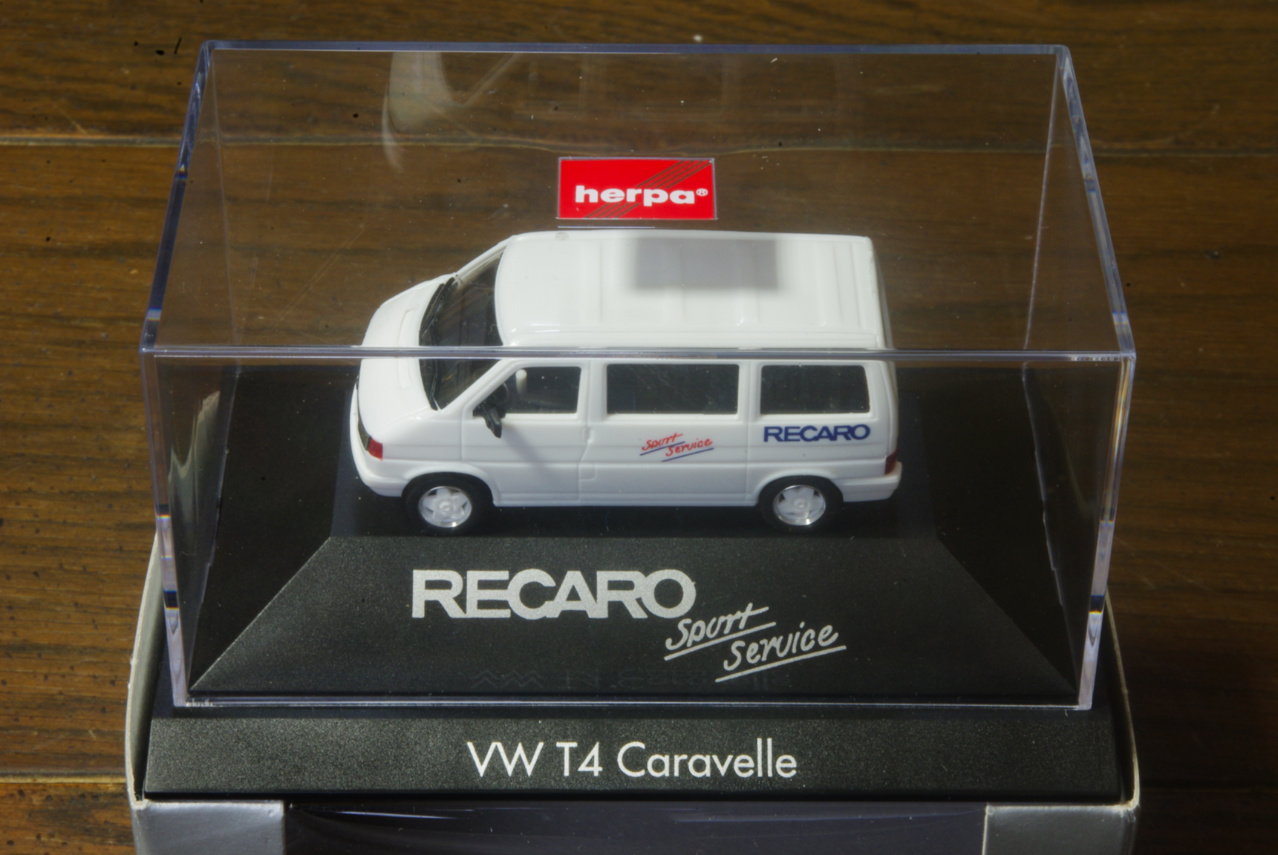 herpa®
Sport
Service
RECARO
RECARO
Sport
Service
VW T4 Caravelle